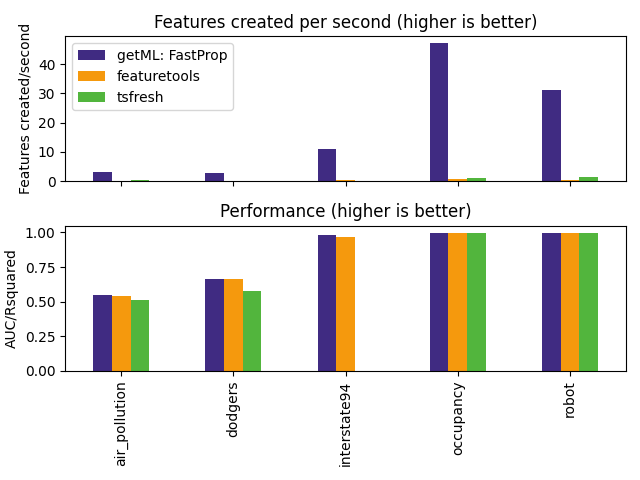 Features created per second (higher is better)
Features created/second
40
30
20
10
0
getML: FastProp
featuretools
tsfresh
Performance (higher is better)
AUC/Rsquared
1.00
0.75
0.50
0.25
0.00
air_pollution
dodgers
interstate94
occupancy
robot